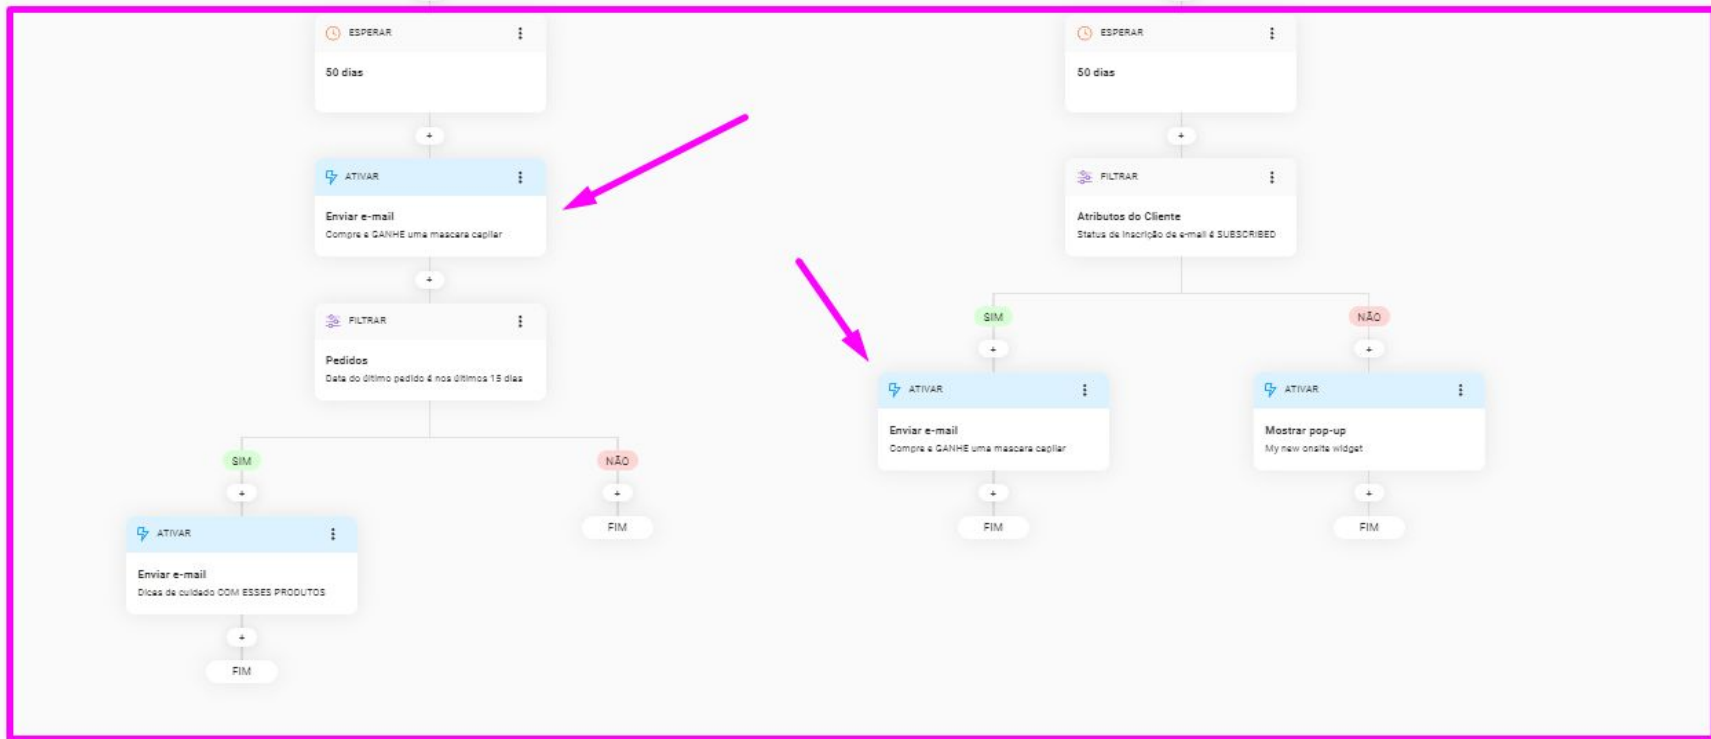 ESPERAR
50 dias
+
ATIVAR
Enviar e-mail
Compre e GANHE uma mascara capilar
+
FILTRAR
Pedidos
Data do último pedido é nos últimos 15 dias
SIM
+
ATIVAR
Enviar e-mail
Dicas de cuidado COM ESSES PRODUTOS
+
FIM
NÃO
+
FIM
ESPERAR
50 dias
+
FILTRAR
Atributos do Cliente
Status de inscrição de e-mail é SUBSCRIBED
SIM
+
ATIVAR
Enviar e-mail
Compre e GANHE uma mascara capilar
+
FIM
NÃO
+
ATIVAR
Mostrar pop-up
My new onsite widget
+
FIM